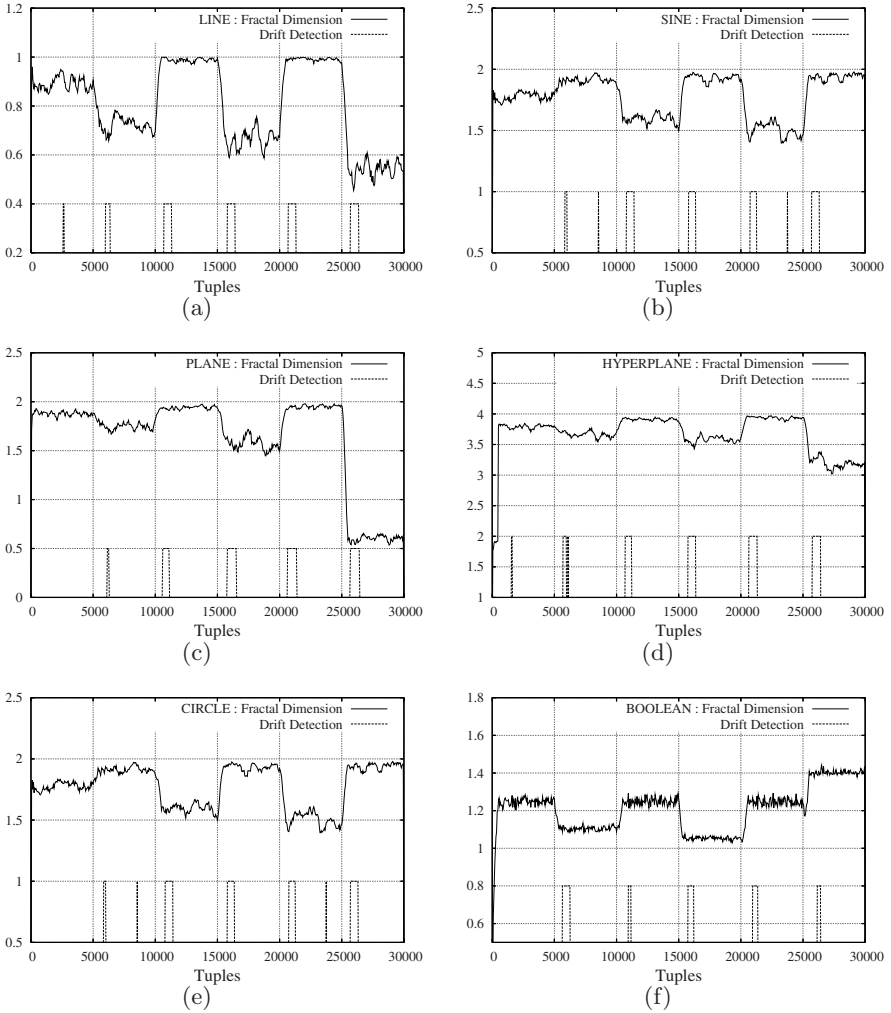 LINE : Fractal Dimension
Drift Detection
1.2
1
0.8
0.6
0.4
0.2
0 5000 10000 15000 20000 25000 30000
Tuples
(a)
SINE : Fractal Dimension
Drift Detection
2.5
2
1.5
1
0.5
0 5000 10000 15000 20000 25000 30000
Tuples
(b)
PLANE : Fractal Dimension
Drift Detection
2.5
2
1.5
1
0.5
0
0 5000 10000 15000 20000 25000 30000
Tuples
(c)
HYPERPLANE : Fractal Dimension
Drift Detection
5
4.5
4
3.5
3
2.5
2
1.5
1
0 5000 10000 15000 20000 25000 30000
Tuples
(d)
CIRCLE : Fractal Dimension
Drift Detection
2.5
2
1.5
1
0.5
0 5000 10000 15000 20000 25000 30000
Tuples
(e)
BOOLEAN : Fractal Dimension
Drift Detection
1.8
1.6
1.4
1.2
1
0.8
0.6
0 5000 10000 15000 20000 25000 30000
Tuples
(f)